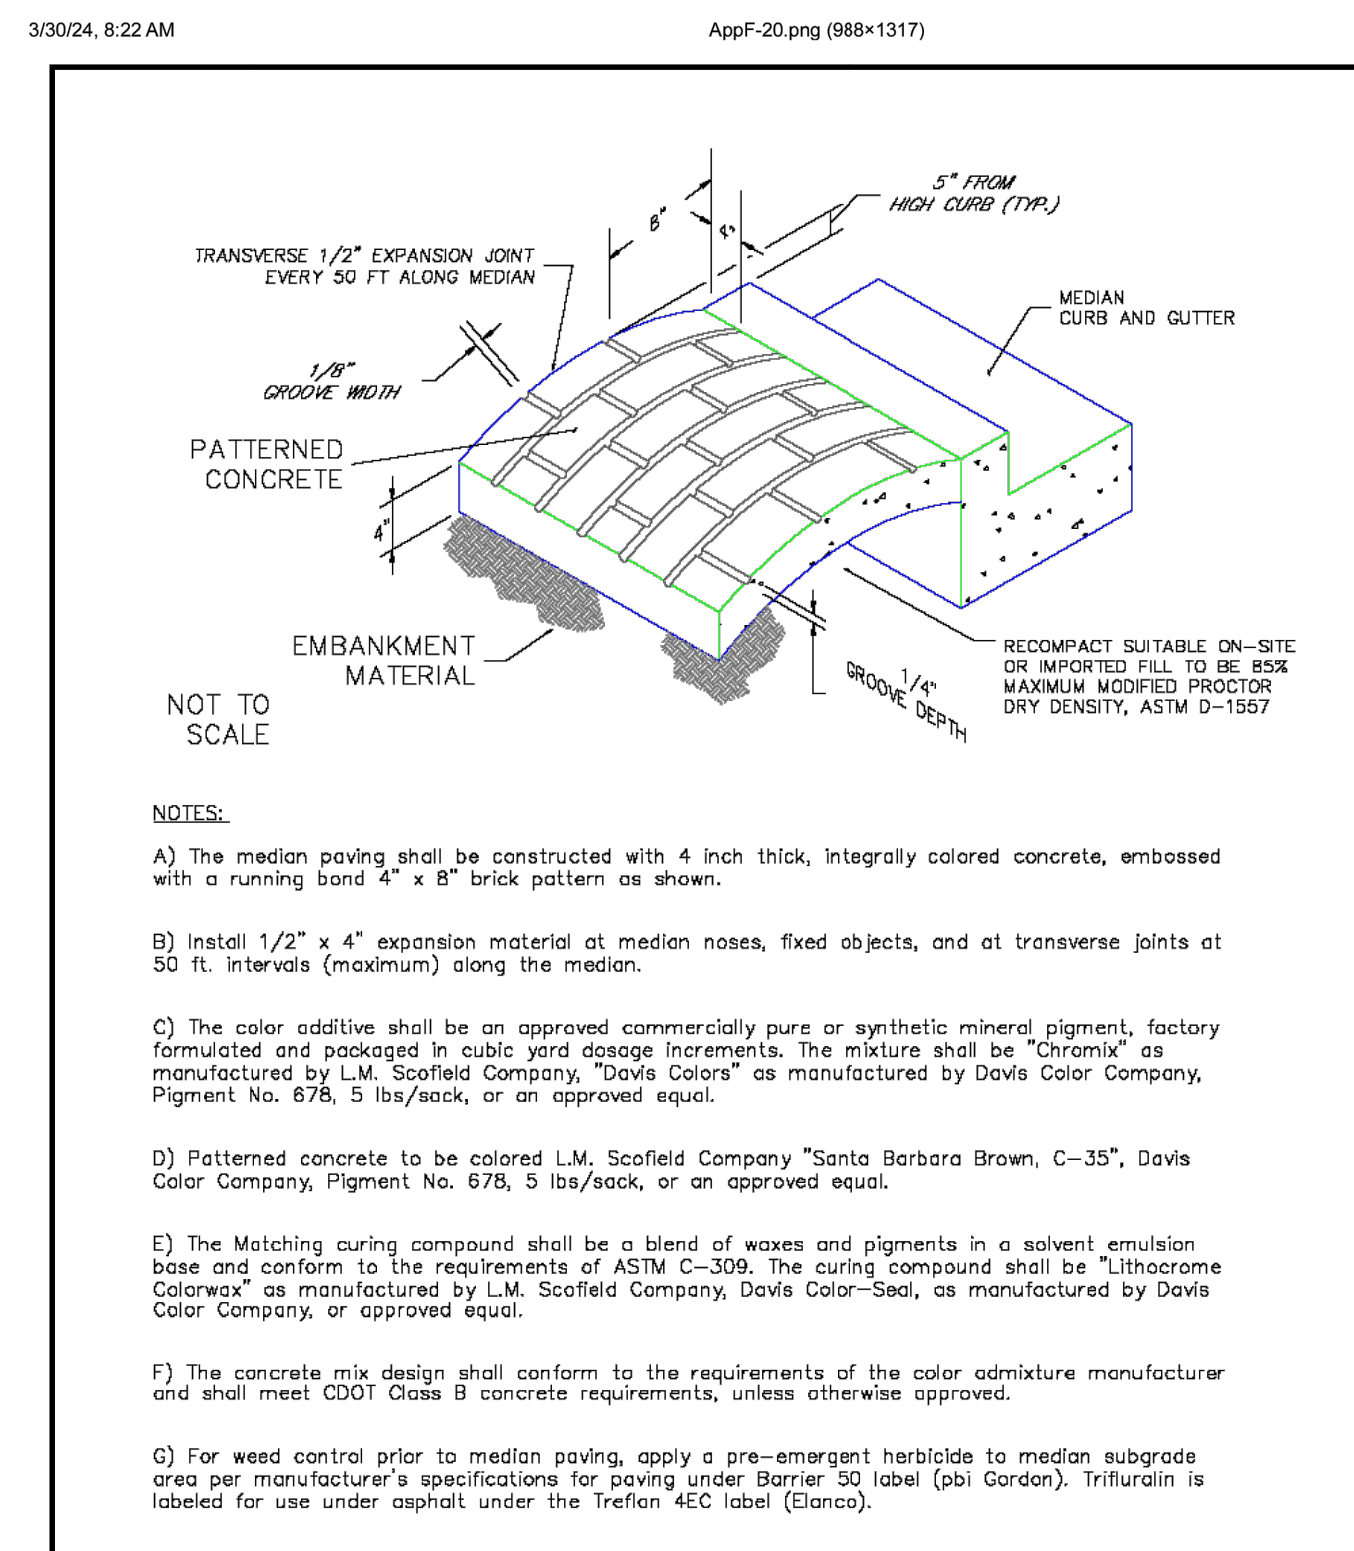 3/30/24, 8:22 AM
AppF-20.png (988×1317)
5" FROM
HIGH CURB (TYP.)
8"
4"
TRANSVERSE 1/2" EXPANSION JOINT
EVERY 50 FT ALONG MEDIAN
MEDIAN
CURB AND GUTTER
1/8"
GROOVE WIDTH
PATTERNED
CONCRETE
4"
EMBANKMENT
MATERIAL
RECOMPACT SUITABLE ON-SITE
OR IMPORTED FILL TO BE 85%
MAXIMUM MODIFIED PROCTOR
DRY DENSITY, ASTM D-1557
1/4"
GROOVE DEPTH
NOT TO
SCALE
NOTES:
A) The median paving shall be constructed with 4 inch thick, integrally colored concrete, embossed
with a running bond 4" x 8" brick pattern as shown.
B) Install 1/2" x 4" expansion material at median noses, fixed objects, and at transverse joints at
50 ft. intervals (maximum) along the median.
C) The color additive shall be an approved commercially pure or synthetic mineral pigment, factory
formulated and packaged in cubic yard dosage increments. The mixture shall be "Chromix" as
manufactured by L.M. Scofield Company, "Davis Colors" as manufactured by Davis Color Company,
Pigment No. 678, 5 lbs/sack, or an approved equal.
D) Patterned concrete to be colored L.M. Scofield Company "Santa Barbara Brown, C-35", Davis
Color Company, Pigment No. 678, 5 lbs/sack, or an approved equal.
E) The Matching curing compound shall be a blend of waxes and pigments in a solvent emulsion
base and conform to the requirements of ASTM C-309. The curing compound shall be "Lithocrome
Colorwax" as manufactured by L.M. Scofield Company, Davis Color-Seal, as manufactured by Davis
Color Company, or approved equal.
F) The concrete mix design shall conform to the requirements of the color admixture manufacturer
and shall meet CDOT Class B concrete requirements, unless otherwise approved.
G) For weed control prior to median paving, apply a pre-emergent herbicide to median subgrade
area per manufacturer's specifications for paving under Barrier 50 label (pbi Gordon). Trifluralin is
labeled for use under asphalt under the Treflan 4EC label (Elanco).